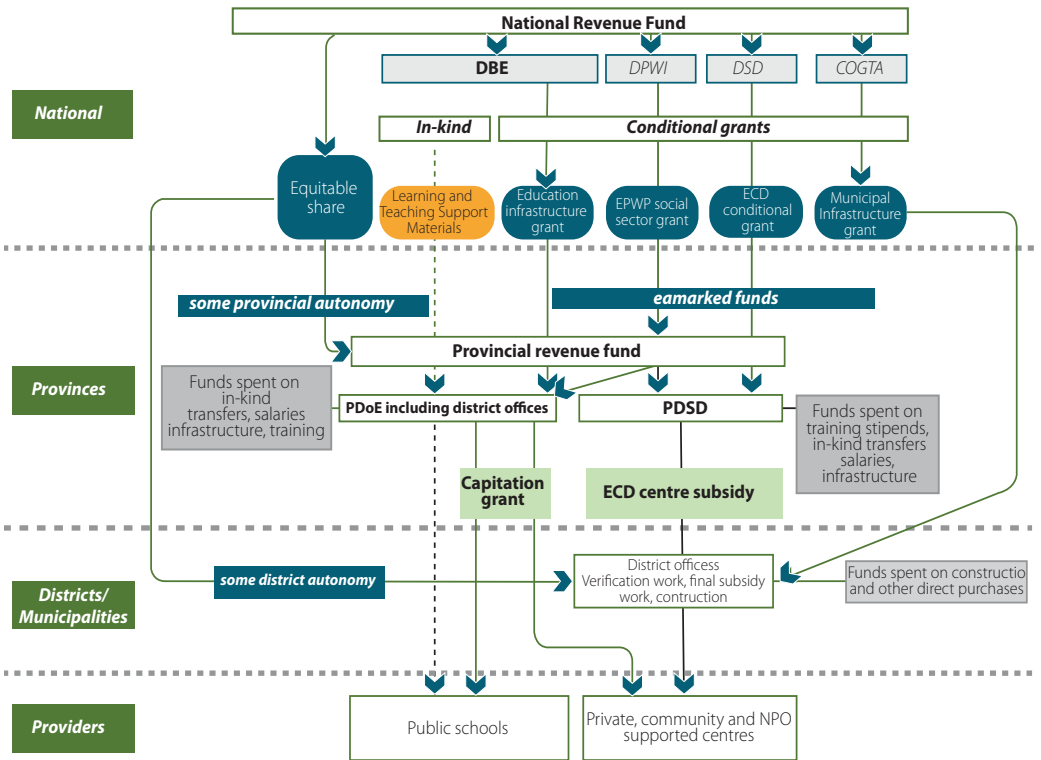 National Revenue Fund
DBE
DPWI
DSD
COGTA
National
In-kind
Conditional grants
Equitable
share
Learning and
Teaching Support
Materials
Education
infrastructure
grant
EPWP social
sector grant
ECD
conditional
grant
Municipal
Infrastructure
grant
some provincial autonomy
eamarked funds
Provincial revenue fund
Provinces
Funds spent on
in-kind
transfers, salaries
infrastructure, training
PDoE including district offices
PDSD
Funds spent on
training stipends,
in-kind transfers
salaries,
infrastructure
Capitation
grant
ECD centre subsidy
some district autonomy
District officess
Verification work, final subsidy
work, contruction
Funds spent on constructio
and other direct purchases
Districts/
Municipalities
Providers
Public schools
Private, community and NPO
supported centres